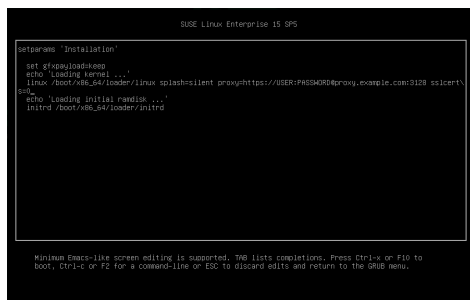 SUSE Linux Enterprise 15 SP5
setparams 'Installation'
set gfxpayload=keep
echo 'Loading kernel ...'
linux /boot/x86_64/loader/linux splash=silent proxy=https://USER:PASSWORD@proxy.example.com:3128 sslcert\
s=0_
echo 'Loading initial ramdisk ...'
initrd /boot/x86_64/loader/initrd
Minimum Emacs-like screen editing is supported. TAB lists completions. Press Ctrl-x or F10 to
boot, Ctrl-c or F2 for a command-line or ESC to discard edits and return to the GRUB menu.